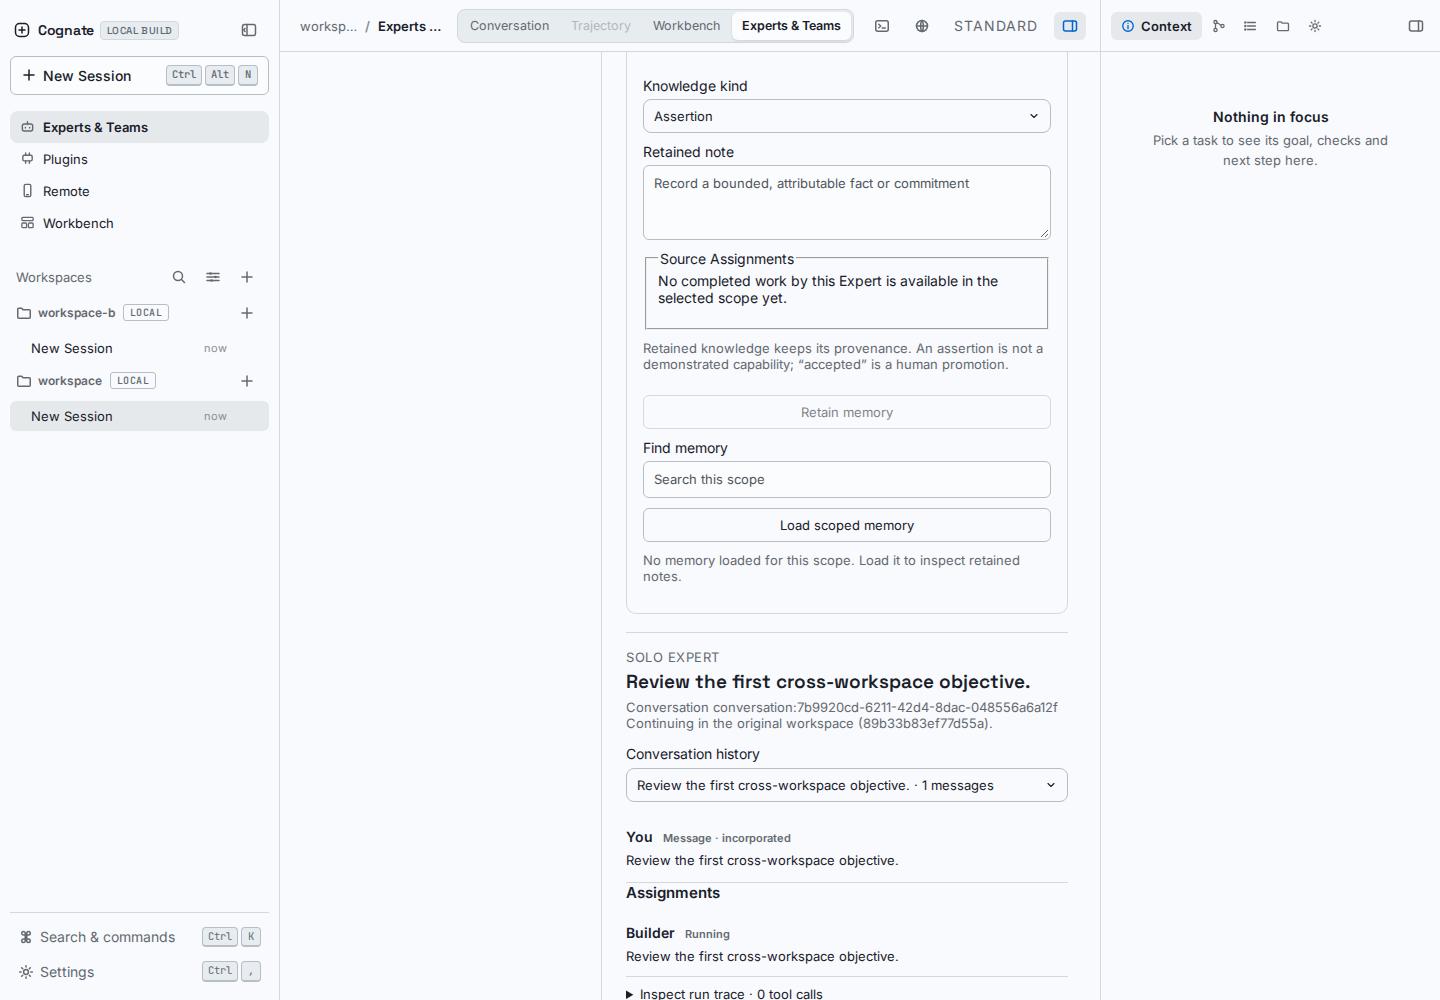 Cognate LOCAL BUILD
New Session Ctrl Alt N
Experts & Teams
Plugins
Remote
Workbench
Workspaces
workspace-b LOCAL
New Session now
workspace LOCAL
New Session now
Search & commands Ctrl K
Settings Ctrl ,
worksp... / Experts ...
Conversation Trajectory Workbench Experts & Teams
STANDARD
Knowledge kind
Assertion
Retained note
Record a bounded, attributable fact or commitment
Source Assignments
No completed work by this Expert is available in the
selected scope yet.
Retained knowledge keeps its provenance. An assertion is not a
demonstrated capability; “accepted” is a human promotion.
Retain memory
Find memory
Search this scope
Load scoped memory
No memory loaded for this scope. Load it to inspect retained
notes.
SOLO EXPERT
Review the first cross-workspace objective.
Conversation conversation:7b9920cd-6211-42d4-8dac-048556a6a12f
Continuing in the original workspace (89b33b83ef77d55a).
Conversation history
Review the first cross-workspace objective. · 1 messages
You Message · incorporated
Review the first cross-workspace objective.
Assignments
Builder Running
Review the first cross-workspace objective.
Inspect run trace · 0 tool calls
Context
Nothing in focus
Pick a task to see its goal, checks and
next step here.